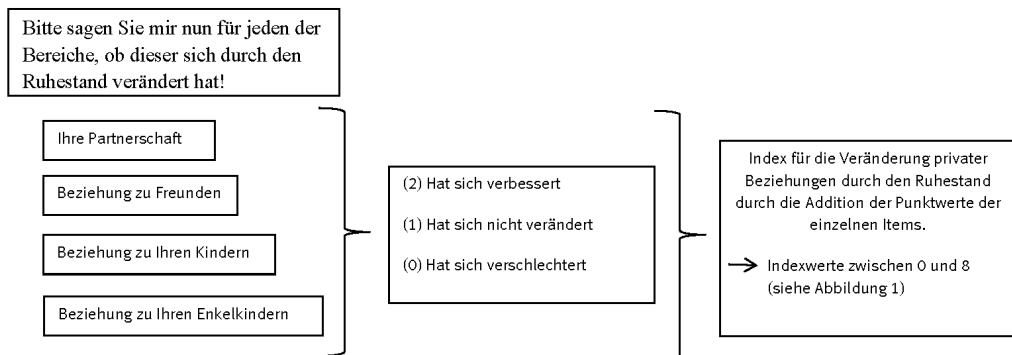 Bitte sagen Sie mir nun für jeden der
Bereiche, ob dieser sich durch den
Ruhestand verändert hat!
Ihre Partnerschaft
Beziehung zu Freunden
Beziehung zu Ihren Kindern
Beziehung zu Ihren Enkelkindern
(2) Hat sich verbessert
(1) Hat sich nicht verändert
(0) Hat sich verschlechtert
Index für die Veränderung privater
Beziehungen durch den Ruhestand
durch die Addition der Punktwerte der
einzelnen Items.
Indexwerte zwischen 0 und 8
(siehe Abbildung 1)